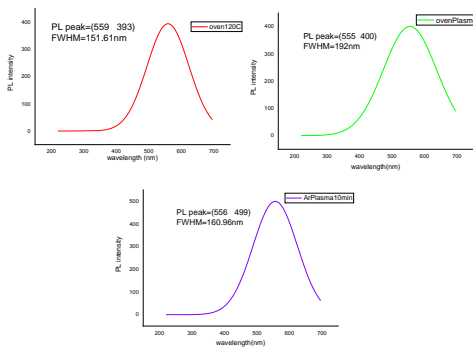 PL peak=(559 393)
FWHM=151.61nm
oven120C
PL intensity
400
300
200
100
0
200 300 400 500 600 700
wavelength (nm)
PL peak=(555 400)
FWHM=192nm
ovenPlasm
PL intensity
400
300
200
100
0
200 300 400 500 600 700
wavelength(nm)
PL peak=(556 499)
FWHM=160.96nm
ArPlasma10min
PL intensity
500
400
300
200
100
0
200 300 400 500 600 700
wavelength(nm)